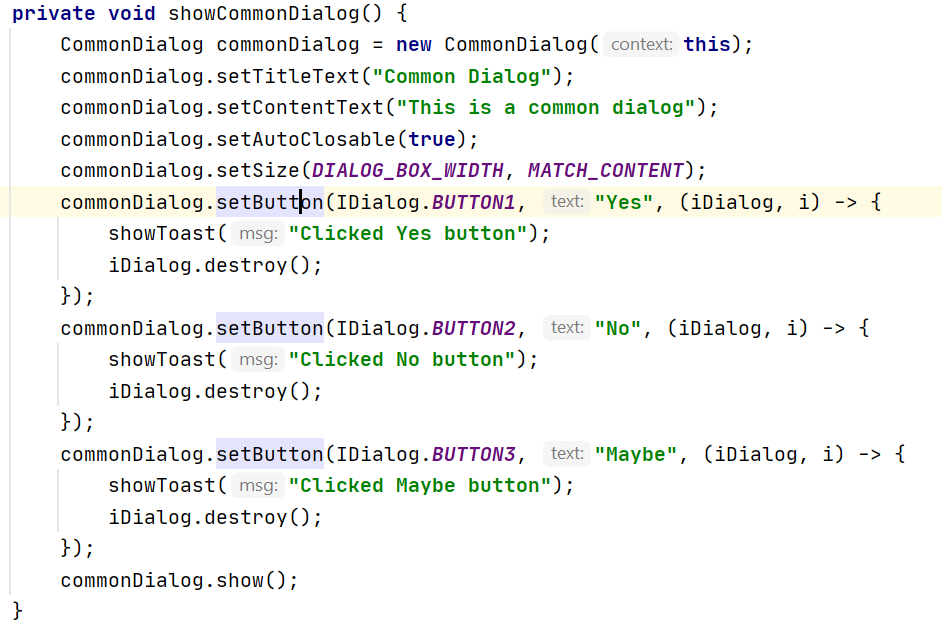 private void showCommonDialog() {
    CommonDialog commonDialog = new CommonDialog( context: this);
    commonDialog.setTitleText("Common Dialog");
    commonDialog.setContentText("This is a common dialog");
    commonDialog.setAutoClosable(true);
    commonDialog.setSize(DIALOG_BOX_WIDTH, MATCH_CONTENT);
    commonDialog.setButton(IDialog.BUTTON1, text: "Yes", (iDialog, i) -> {
        showToast( msg: "Clicked Yes button");
        iDialog.destroy();
    });
    commonDialog.setButton(IDialog.BUTTON2, text: "No", (iDialog, i) -> {
        showToast( msg: "Clicked No button");
        iDialog.destroy();
    });
    commonDialog.setButton(IDialog.BUTTON3, text: "Maybe", (iDialog, i) -> {
        showToast( msg: "Clicked Maybe button");
        iDialog.destroy();
    });
    commonDialog.show();
}